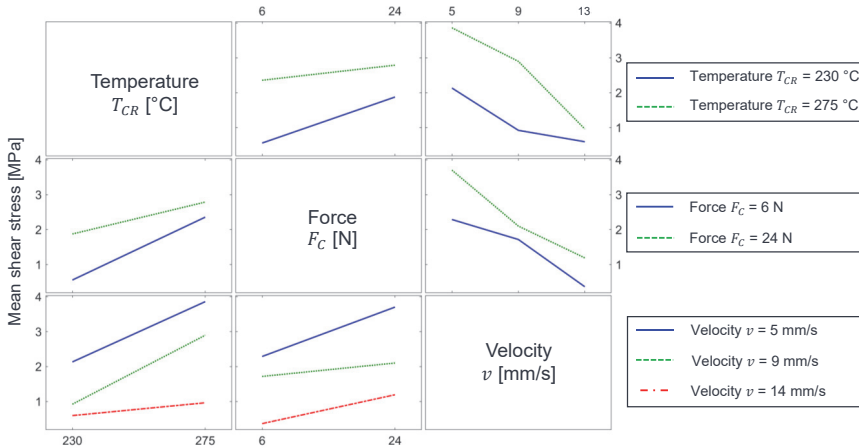 6 24 5 9 13
4
3
2
1
Temperature
T_CR [°C]
Temperature T_CR = 230 °C
Temperature T_CR = 275 °C
Mean shear stress [MPa]
4
3
2
1
Force
F_C [N]
4
3
2
1
Force F_C = 6 N
Force F_C = 24 N
4
3
2
1
Velocity
v [mm/s]
Velocity v = 5 mm/s
Velocity v = 9 mm/s
Velocity v = 14 mm/s
230 275 6 24